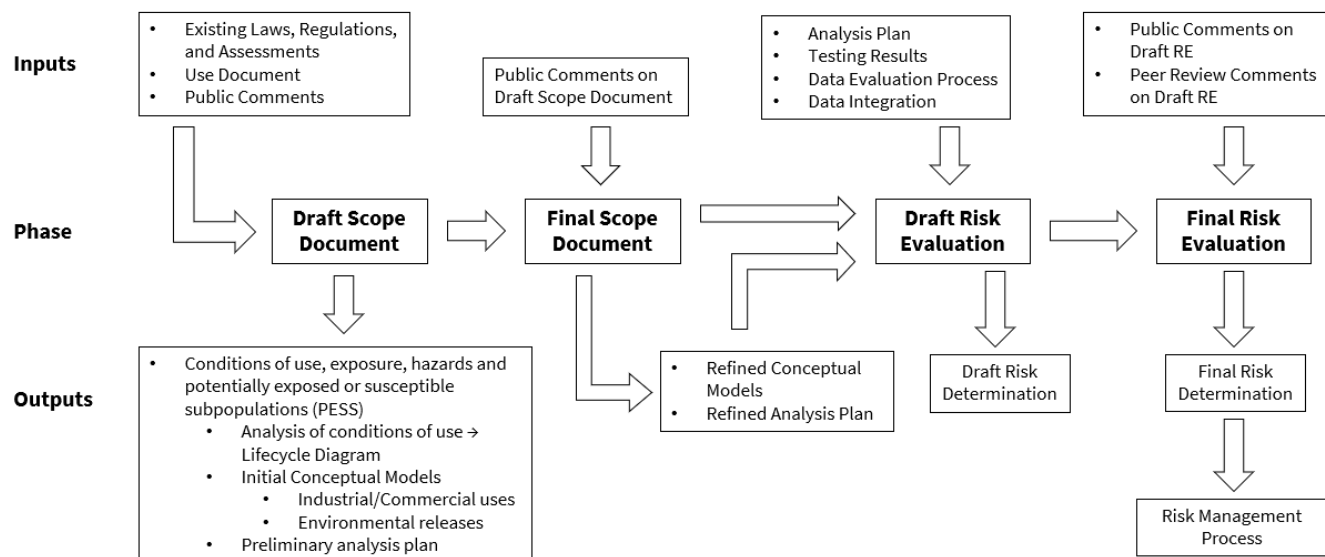 Inputs
• Existing Laws, Regulations,
and Assessments
• Use Document
• Public Comments
Public Comments on
Draft Scope Document
• Analysis Plan
• Testing Results
• Data Evaluation Process
• Data Integration
• Public Comments on
Draft RE
• Peer Review Comments
on Draft RE
Phase
Draft Scope
Document
Final Scope
Document
Draft Risk
Evaluation
Final Risk
Evaluation
Outputs
• Conditions of use, exposure, hazards and
potentially exposed or susceptible
subpopulations (PESS)
• Analysis of conditions of use →
Lifecycle Diagram
• Initial Conceptual Models
• Industrial/Commercial uses
• Environmental releases
• Preliminary analysis plan
• Refined Conceptual
Models
• Refined Analysis Plan
Draft Risk
Determination
Final Risk
Determination
Risk Management
Process